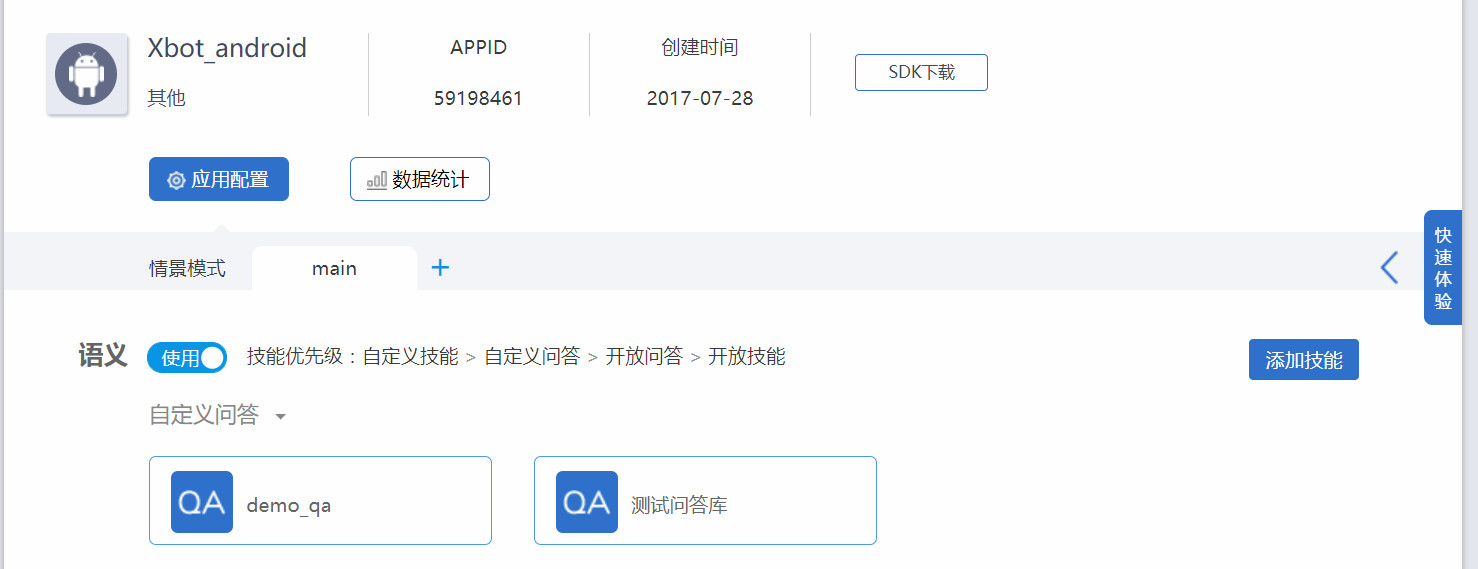 Xbot_android
其他
APPID
59198461
创建时间
2017-07-28
SDK下载
应用配置
数据统计
快速体验
情景模式
main
+
语义
使用
技能优先级：自定义技能 > 自定义问答 > 开放问答 > 开放技能
添加技能
自定义问答
QA
demo_qa
QA
测试问答库